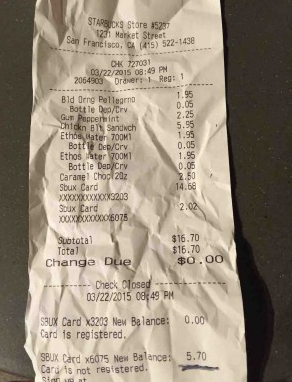 STARBUCKS Store #5297
1231 Market Street
San Francisco, CA (415) 522-1438
CHK 727031
03/22/2015 08:49 PM
2064903 Drawer: 1 Reg: 1
Bld Orng Pellegrno 1.95
Bottle Dep/Crv 0.05
Gum Peppermint 2.25
Chickn Blt Sandwch 5.95
Ethos Water 700Ml 1.95
Bottle Dep/Crv 0.05
Ethos Water 700Ml 1.95
Bottle Dep/Crv 0.05
Caramel Choc 2oz 2.50
Sbux Card 14.68
XXXXXXXXXXXX3203
Sbux Card 2.02
XXXXXXXXXXXX6075
Subtotal $16.70
Total $16.70
Change Due $0.00
Check Closed
03/22/2015 08:49 PM
SBUX Card x3203 New Balance: 0.00
Card is registered.
SBUX Card x6075 New Balance: 5.70
Card is not registered.